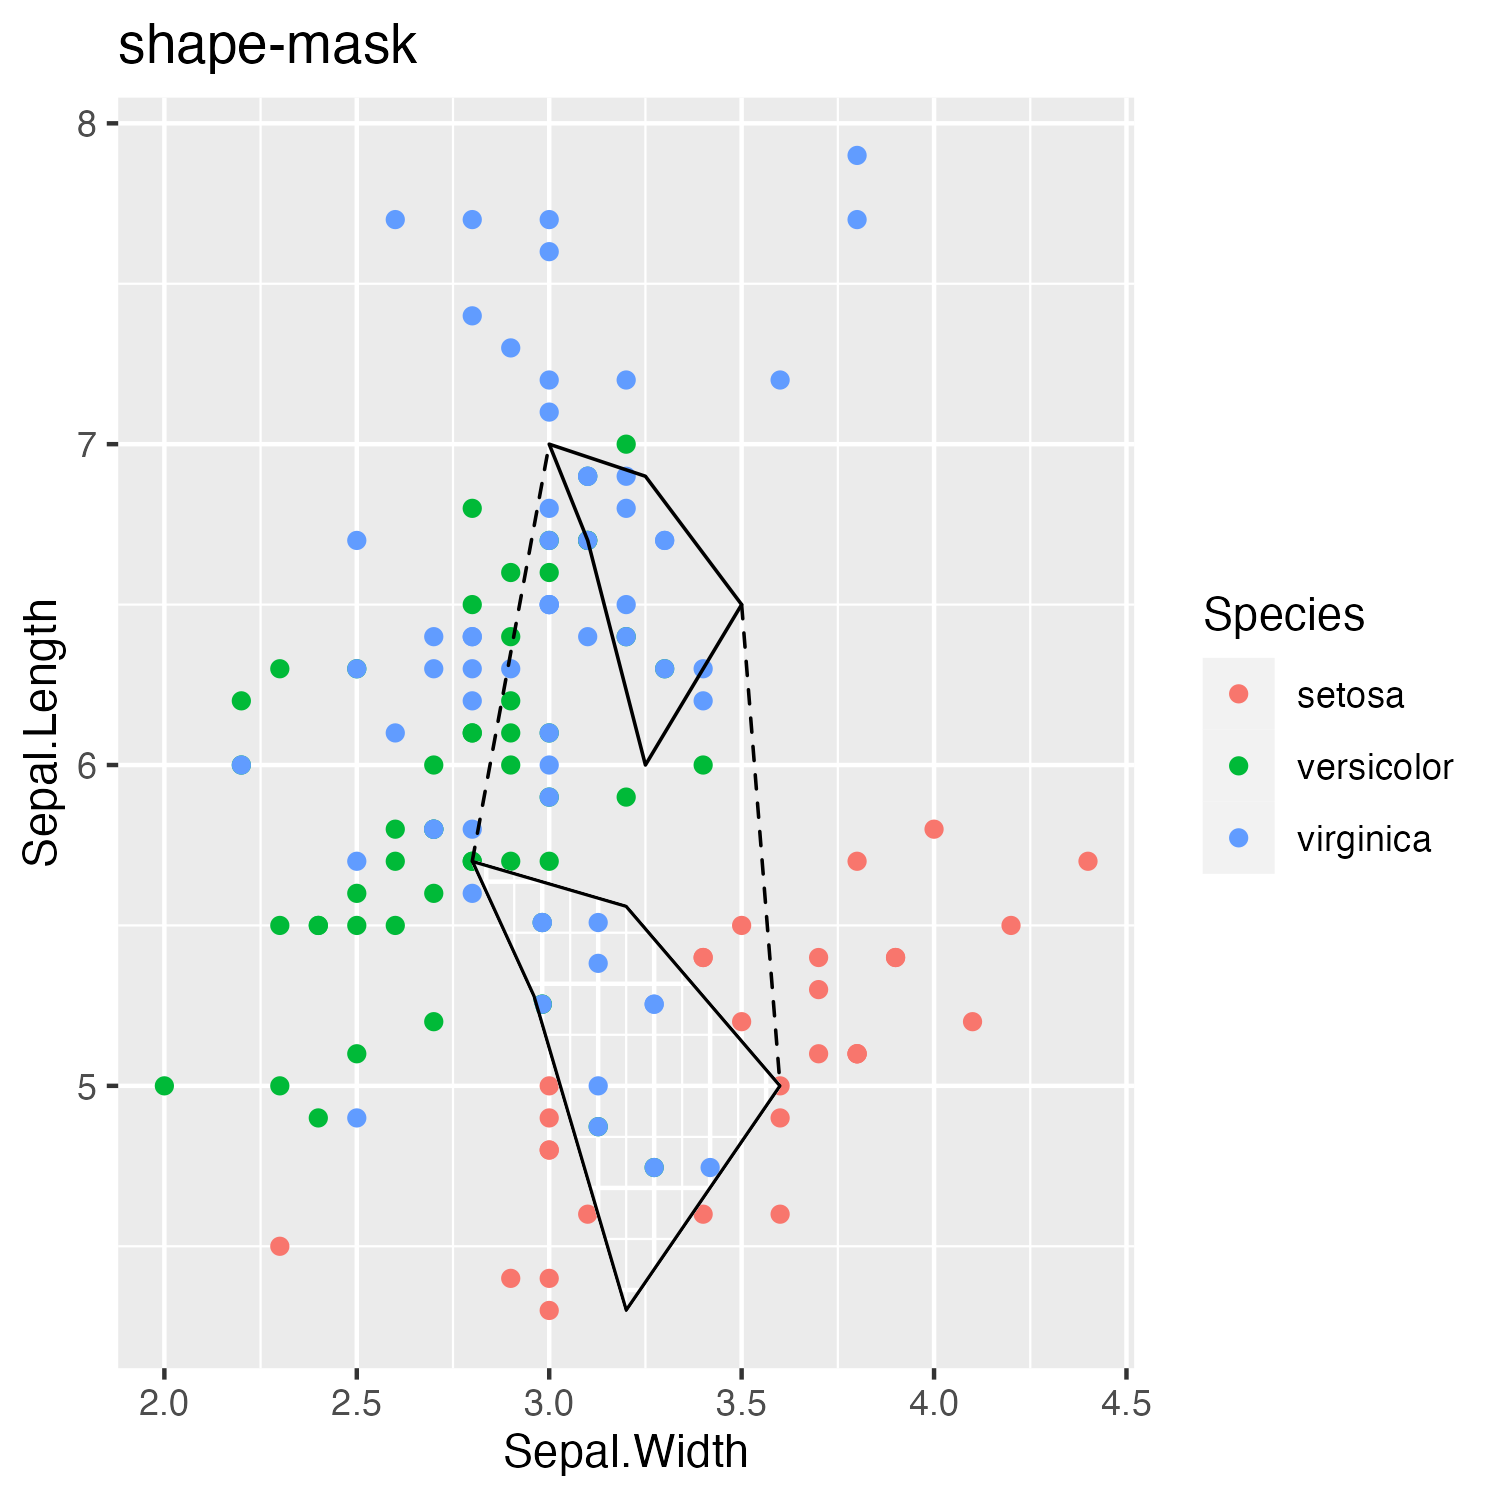 shape-mask
8
7
6
5
Sepal.Length
2.0 2.5 3.0 3.5 4.0 4.5
Sepal.Width
Species
setosa
versicolor
virginica